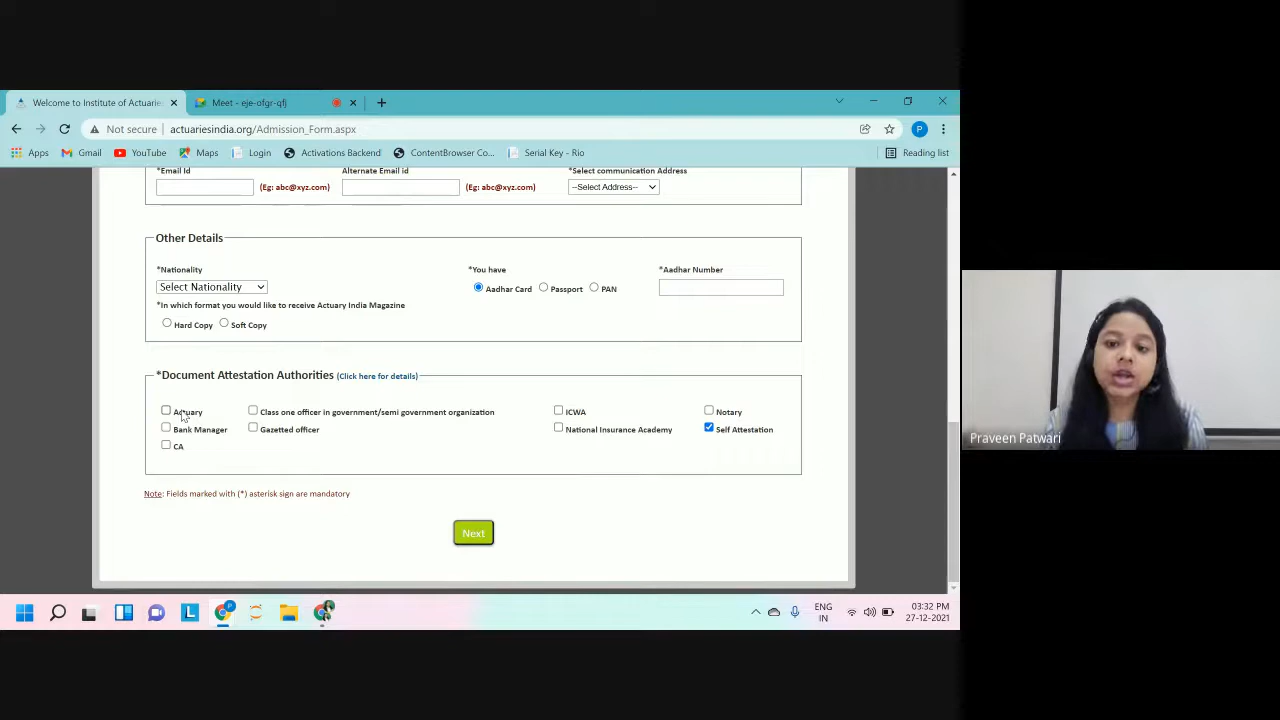 Welcome to Institute of Actuaries
Meet - eje-ofgr-qfj
Not secure
actuariesindia.org/Admission_Form.aspx
P
Apps
Gmail
YouTube
Maps
Login
Activations Backend
ContentBrowser Co...
Serial Key - Rio
Reading list
*Email Id
Alternate Email id
*Select communication Address
(Eg: abc@xyz.com)
(Eg: abc@xyz.com)
--Select Address--
Other Details
*Nationality
*You have
*Aadhar Number
Select Nationality
Aadhar Card
Passport
PAN
*In which format you would like to receive Actuary India Magazine
Hard Copy
Soft Copy
*Document Attestation Authorities (Click here for details)
Actuary
Class one officer in government/semi government organization
ICWA
Notary
Bank Manager
Gazetted officer
National Insurance Academy
Self Attestation
CA
Note: Fields marked with (*) asterisk sign are mandatory
Next
Praveen Patwari
ENG
IN
03:32 PM
27-12-2021